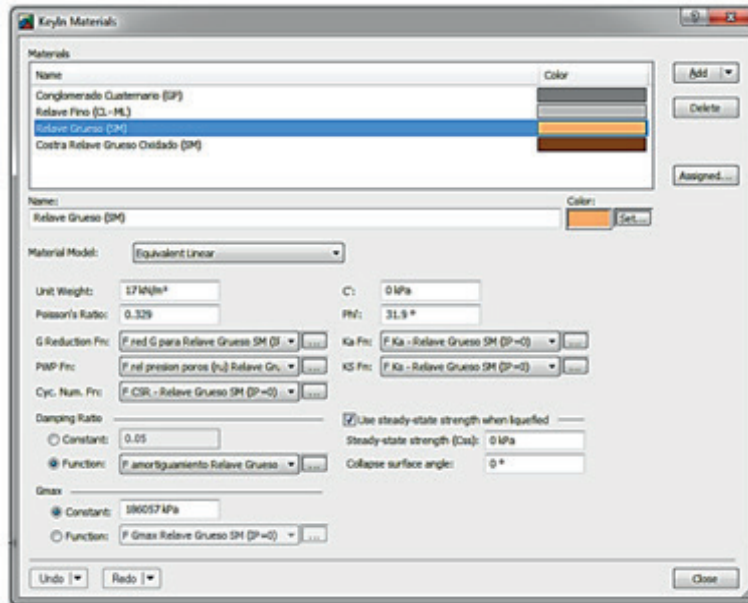 KeyIn Materials
Materials
Name Color
Conglomerado Cuaternario (GP)
Relave Fino (CL-ML)
Relave Grueso (SM)
Costra Relave Grueso Oxidado (SM)
Add
Delete
Assigned...
Name: Color:
Relave Grueso (SM) Set...
Material Model: Equivalent Linear
Unit Weight: 17 kN/m³ C': 0 kPa
Poisson's Ratio: 0.329 Phi': 31.9 °
G Reduction Fn: F red G para Relave Grueso SM (I ... Ka Fn: F Ka - Relave Grueso SM (IP=0) ...
PWP Fn: F rel presion poros (ru) Relave Gru ... KS Fn: F Ks - Relave Grueso SM (IP=0) ...
Cyc. Num. Fn: F CSR - Relave Grueso SM (IP=0) ...
Damping Ratio Use steady-state strength when liquefied
Constant: 0.05 Steady-state strength (Css): 0 kPa
Function: F amortiguamiento Relave Grueso ... Collapse surface angle: 0 °
Gmax
Constant: 186057 kPa
Function: F Gmax Relave Grueso SM (IP=0) ...
Undo Redo Close